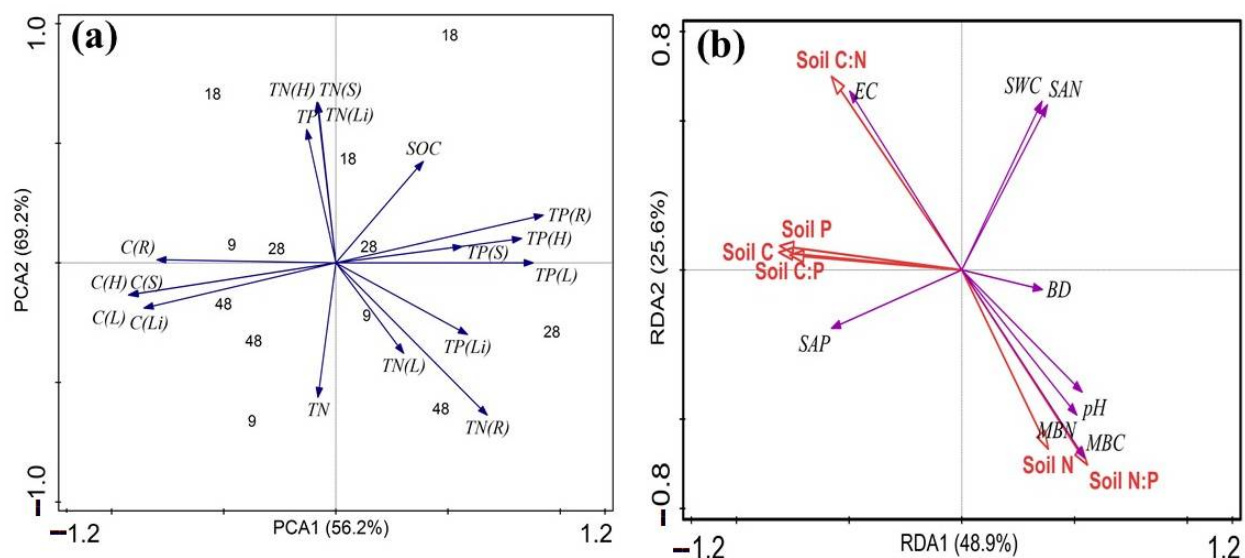 (a)
1.0
18
18
TN(H) TN(S)
TP TN(Li)
18
SOC
TP(R)
C(R) 9 28 28 TP(H)
TP(S)
TP(L)
C(H) C(S)
C(L) C(Li)
48
9
28
48
TP(Li)
TN(L)
TN
9
48
TN(R)
PCA2 (69.2%)
−1.0
−1.2
PCA1 (56.2%)
1.2
(b)
0.8
Soil C:N
EC
SWC SAN
Soil P
Soil C
Soil C:P
BD
SAP
pH
MBN
MBC
Soil N
Soil N:P
RDA2 (25.6%)
−0.8
−1.2
RDA1 (48.9%)
1.2